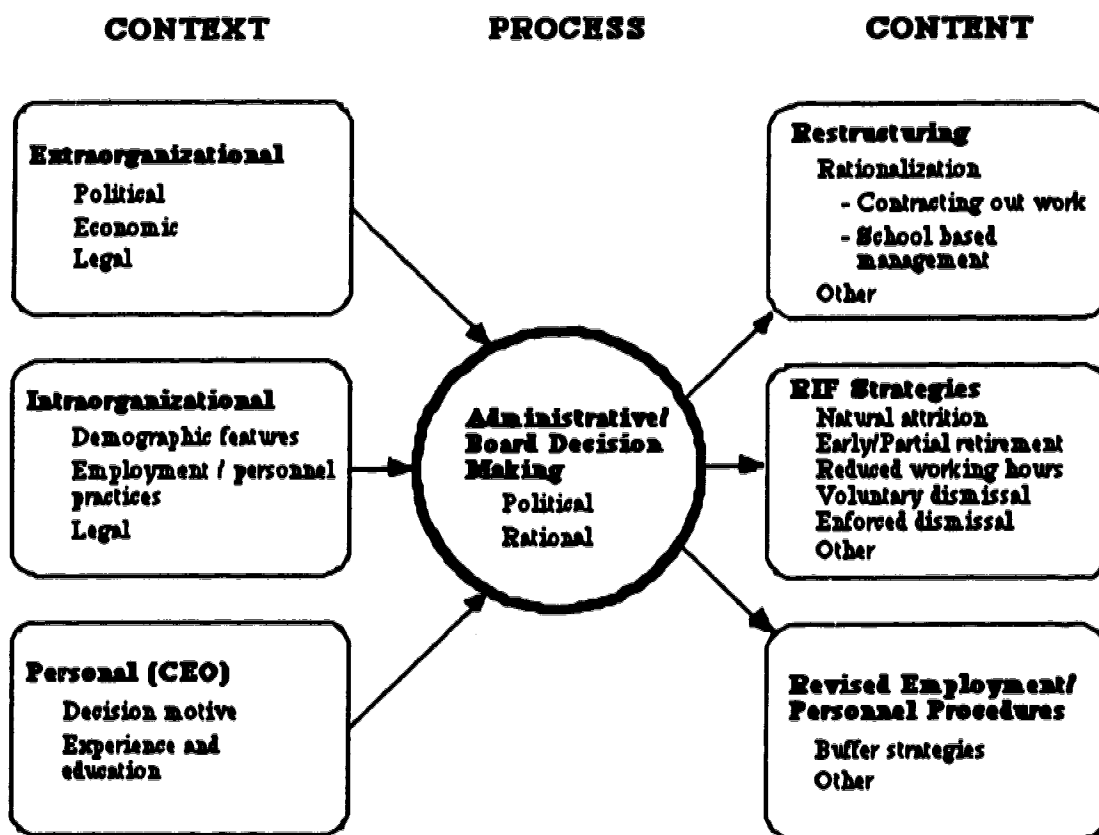 CONTEXT
PROCESS
CONTENT
Extraorganizational
Political
Economic
Legal
Intraorganizational
Demographic features
Employment / personnel
practices
Legal
Personal (CEO)
Decision motive
Experience and
education
Administrative/
Board Decision
Making
Political
Rational
Restructuring
Rationalization
- Contracting out work
- School based
management
Other
RIF Strategies
Natural attrition
Early/Partial retirement
Reduced working hours
Voluntary dismissal
Enforced dismissal
Other
Revised Employment/
Personnel Procedures
Buffer strategies
Other